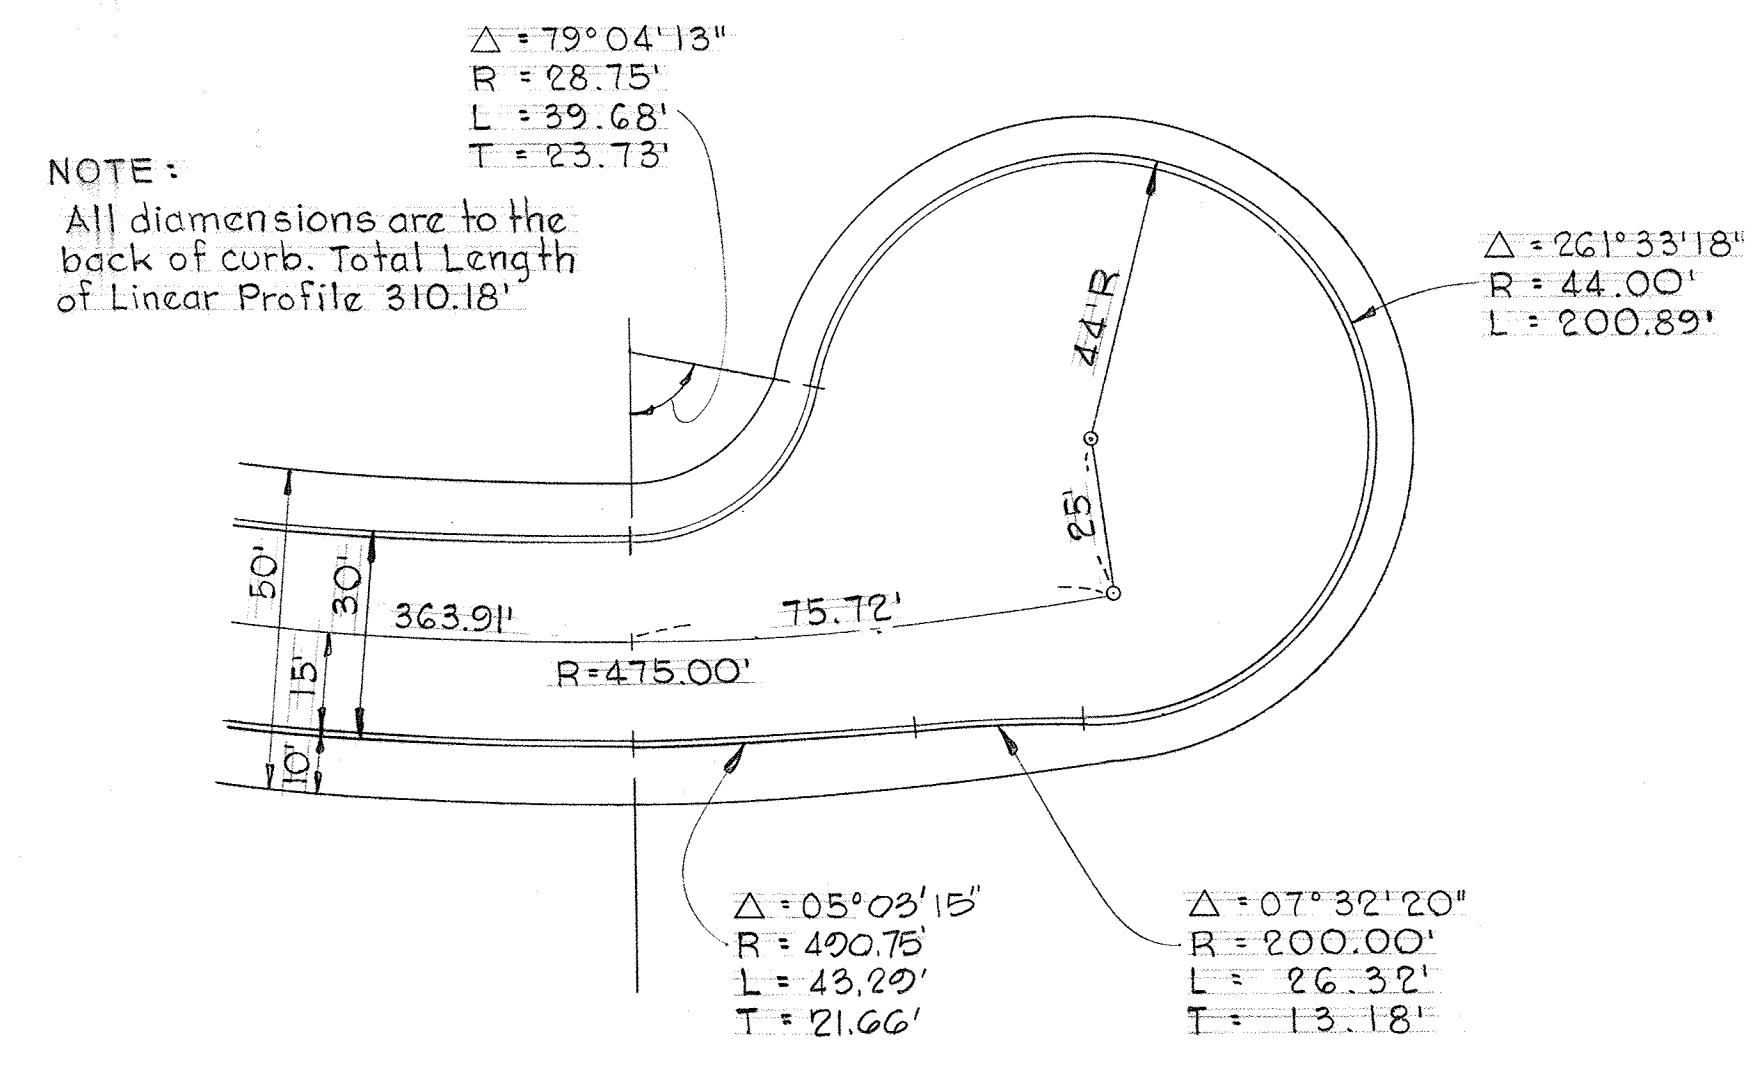 △ = 79°04'13"
R = 28.75'
L = 39.68'
T = 23.73'
NOTE:
All diamensions are to the
back of curb. Total Length
of Linear Profile 310.18'
△ = 261°33'18"
R = 44.00'
L = 200.89'
44'R
25'
50'
30'
363.91'
75.72'
R=475.00'
15'
10'
△ = 05°03'15"
R = 490.75'
L = 43.29'
T = 21.66'
△ = 07°32'20"
R = 200.00'
L = 26.32'
T = 13.18'